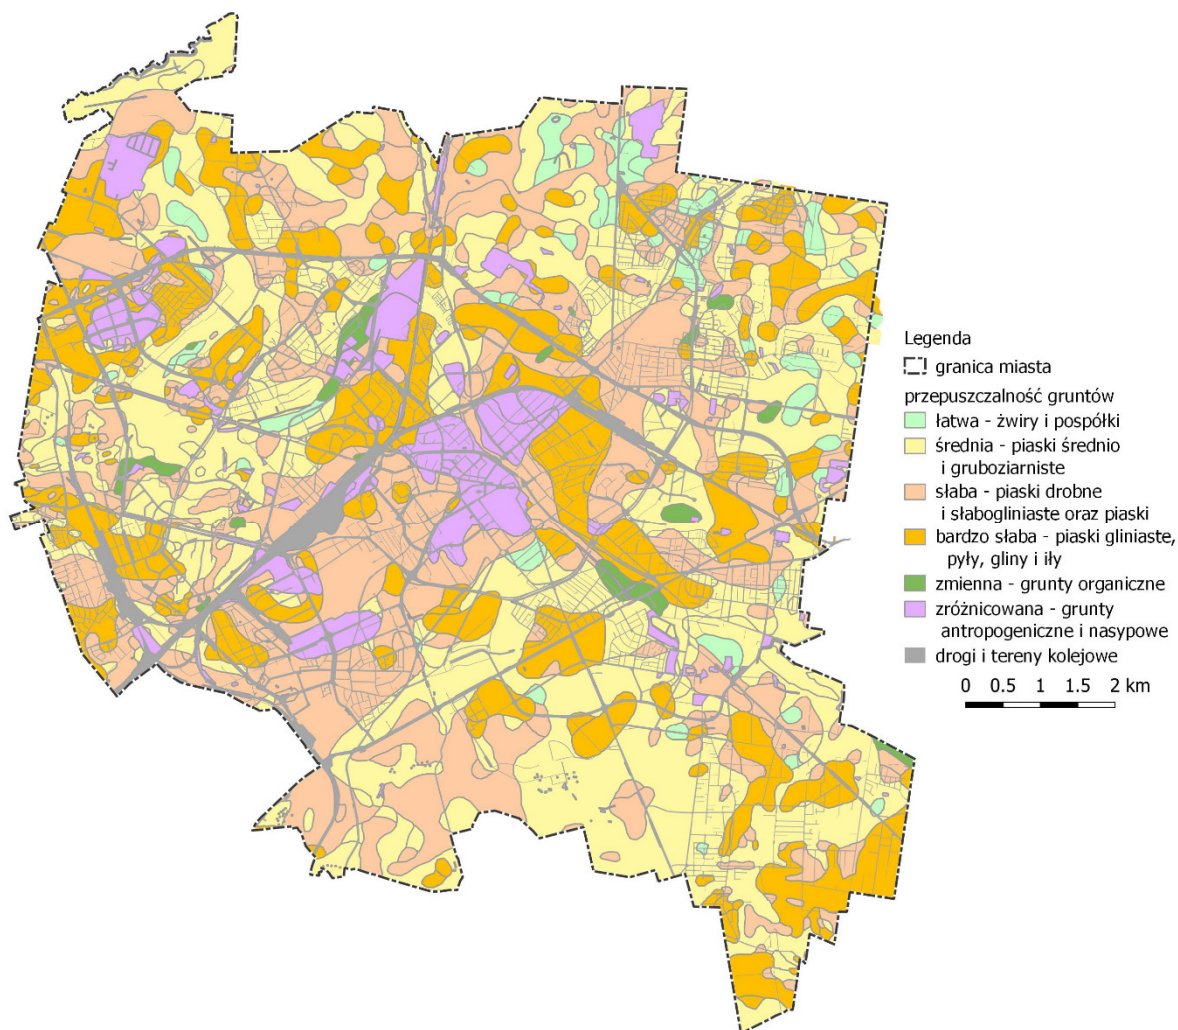 Legenda
granica miasta
przepuszczalność gruntów
łatwa - żwiry i pospółki
średnia - piaski średnio
i gruboziarniste
słaba - piaski drobne
i słabogliniaste oraz piaski
bardzo słaba - piaski gliniaste,
pyły, gliny i iły
zmienna - grunty organiczne
zróżnicowana - grunty
antropogeniczne i nasypowe
drogi i tereny kolejowe
0 0.5 1 1.5 2 km